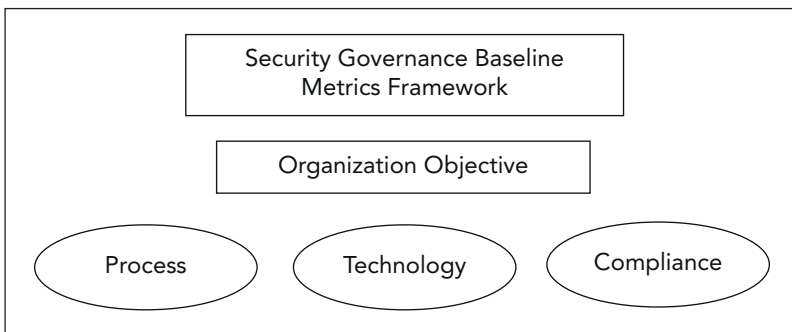 Security Governance Baseline
Metrics Framework
Organization Objective
Process
Technology
Compliance